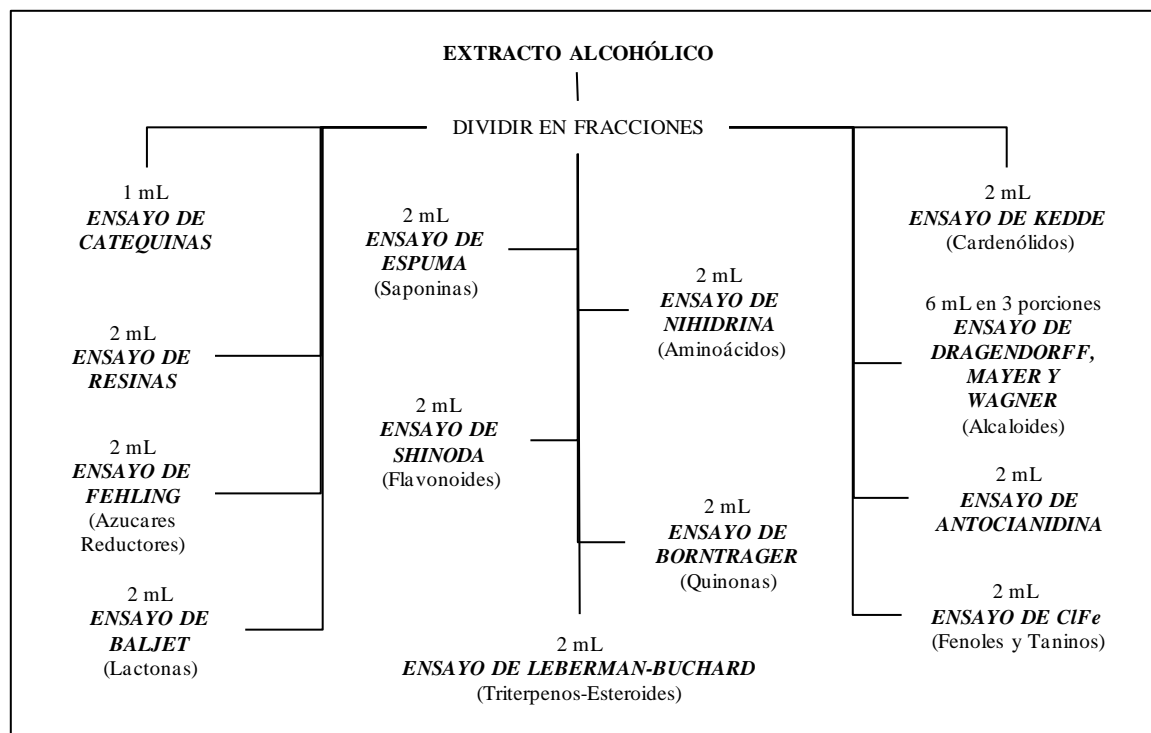 EXTRACTO ALCOHÓLICO
DIVIDIR EN FRACCIONES
1 mL
ENSAYO DE
CATEQUINAS
2 mL
ENSAYO DE
RESINAS
2 mL
ENSAYO DE
FEHLING
(Azucares
Reductores)
2 mL
ENSAYO DE
BALJET
(Lactonas)
2 mL
ENSAYO DE
ESPUMA
(Saponinas)
2 mL
ENSAYO DE
SHINODA
(Flavonoides)
2 mL
ENSAYO DE
NIHIDRINA
(Aminoácidos)
2 mL
ENSAYO DE
BORNTRAGER
(Quinonas)
2 mL
ENSAYO DE LEBERMAN-BUCHARD
(Triterpenos-Esteroides)
2 mL
ENSAYO DE KEDDE
(Cardenólidos)
6 mL en 3 porciones
ENSAYO DE
DRAGENDORFF,
MAYER Y
WAGNER
(Alcaloides)
2 mL
ENSAYO DE
ANTOCIANIDINA
2 mL
ENSAYO DE ClFe
(Fenoles y Taninos)